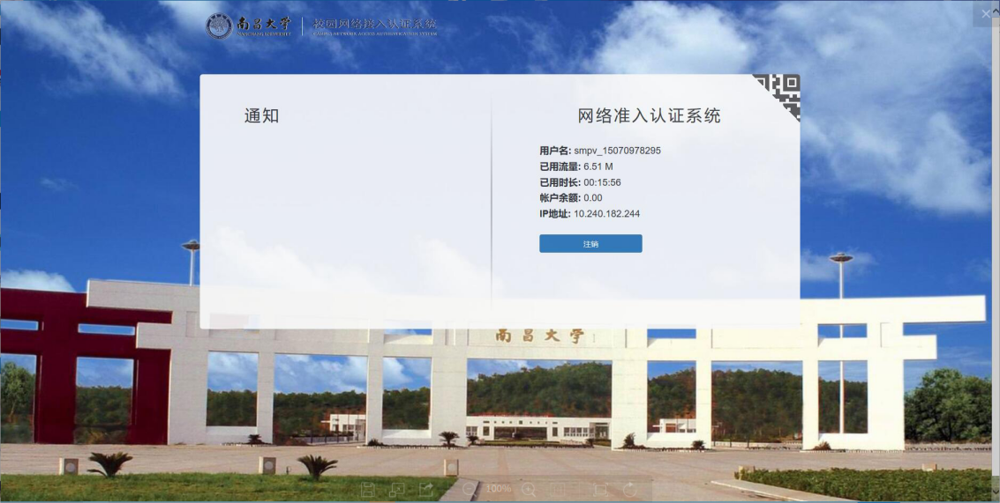 南昌大学 校园网络接入认证系统
NANCHANG UNIVERSITY CAMPUS NETWORK ACCESS AUTHENTICATION SYSTEM
通知
网络准入认证系统
用户名: smpv_15070978295
已用流量: 6.51 M
已用时长: 00:15:56
帐户余额: 0.00
IP地址: 10.240.182.244
注销
南昌大学
100%